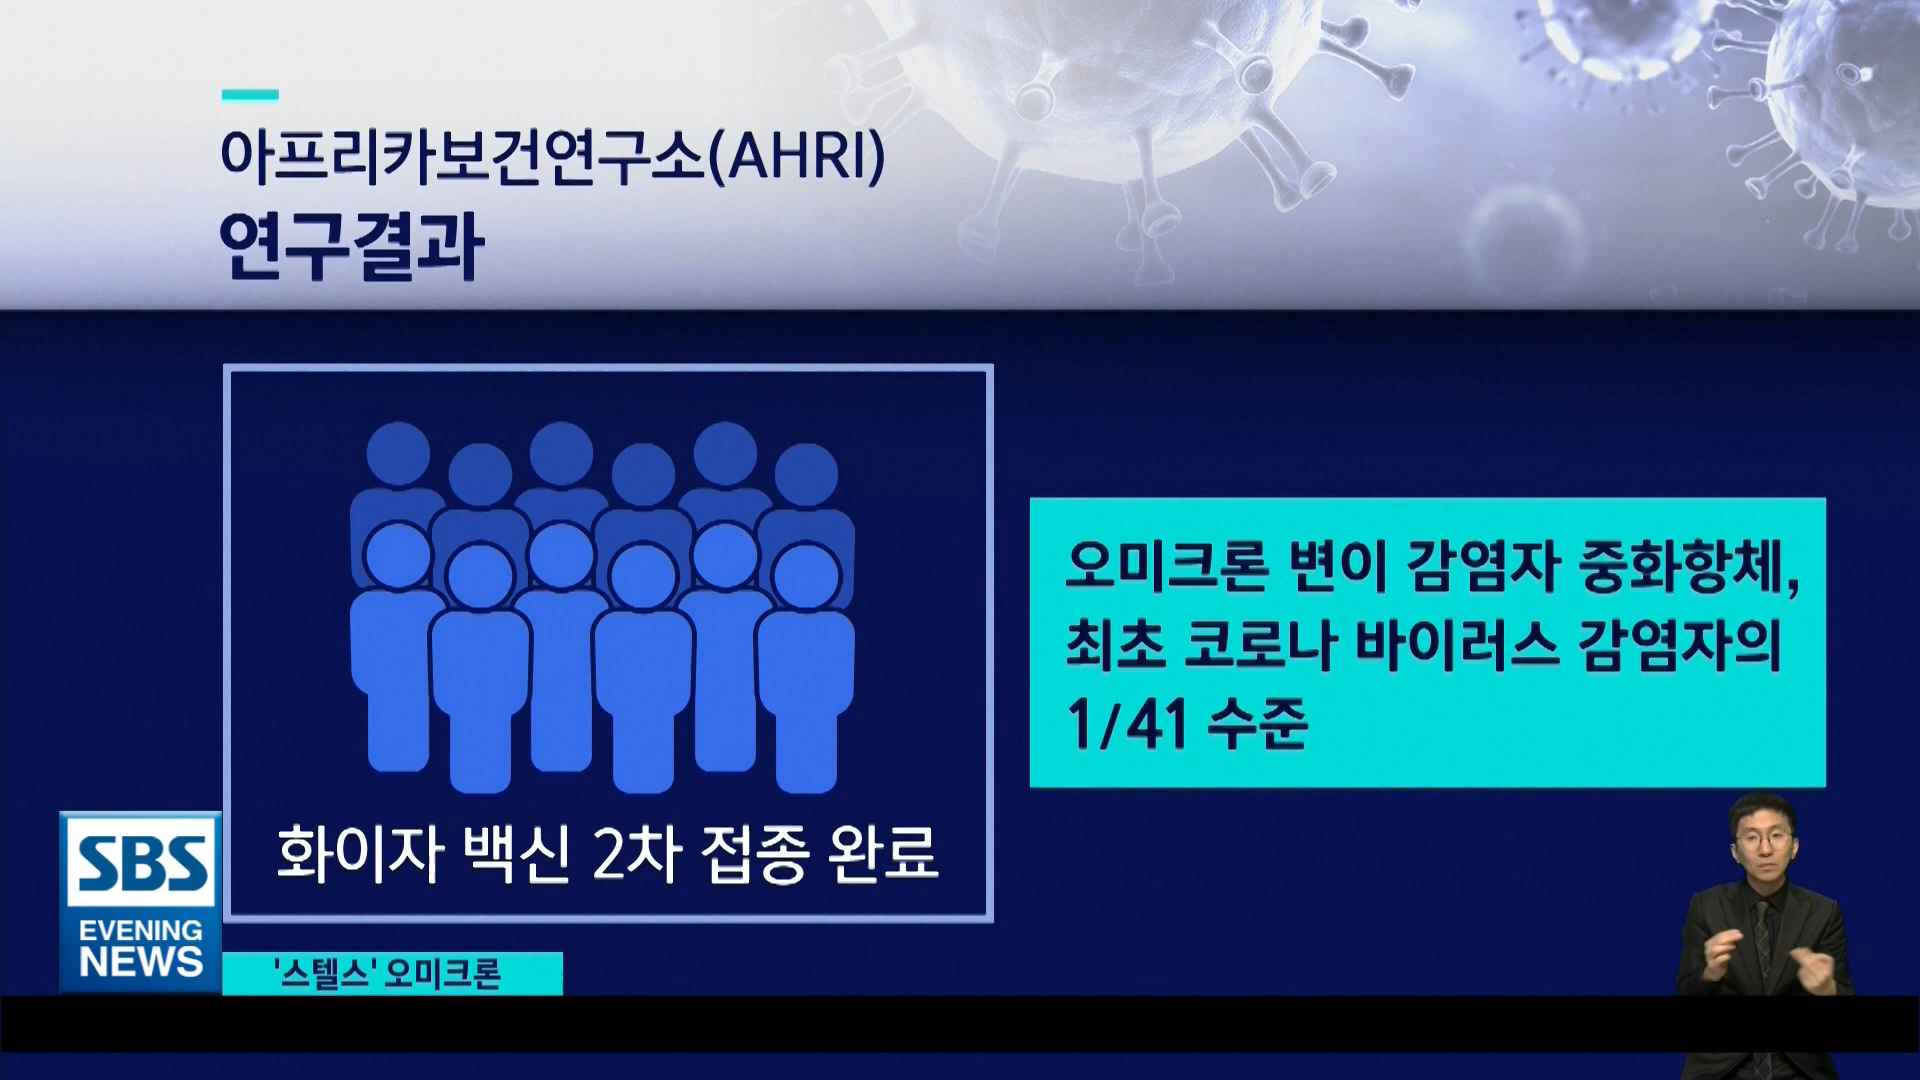 아프리카보건연구소(AHRI)
연구결과
오미크론 변이 감염자 중화항체,
최초 코로나 바이러스 감염자의
1/41 수준
화이자 백신 2차 접종 완료
SBS
EVENING
NEWS
'스텔스' 오미크론